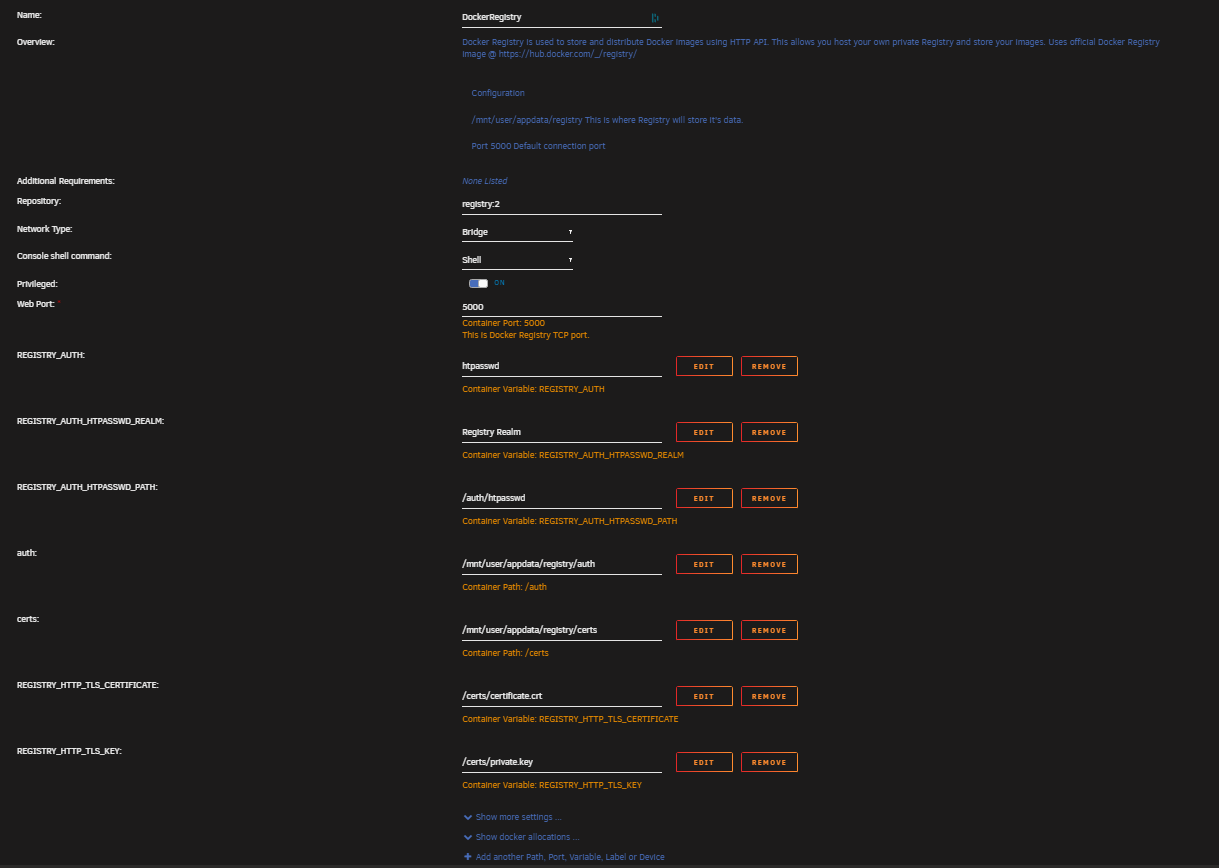 Name:
DockerRegistry
Overview:
Docker Registry is used to store and distribute Docker images using HTTP API. This allows you host your own private Registry and store your images. Uses official Docker Registry
image @ https://hub.docker.com/_/registry/
Configuration
/mnt/user/appdata/registry This is where Registry will store it's data.
Port 5000 Default connection port
Additional Requirements:
None Listed
Repository:
registry:2
Network Type:
Bridge
Console shell command:
Shell
Privileged:
ON
Web Port: *
5000
Container Port: 5000
This is Docker Registry TCP port.
REGISTRY_AUTH:
htpasswd
EDIT
REMOVE
Container Variable: REGISTRY_AUTH
REGISTRY_AUTH_HTPASSWD_REALM:
Registry Realm
EDIT
REMOVE
Container Variable: REGISTRY_AUTH_HTPASSWD_REALM
REGISTRY_AUTH_HTPASSWD_PATH:
/auth/htpasswd
EDIT
REMOVE
Container Variable: REGISTRY_AUTH_HTPASSWD_PATH
auth:
/mnt/user/appdata/registry/auth
EDIT
REMOVE
Container Path: /auth
certs:
/mnt/user/appdata/registry/certs
EDIT
REMOVE
Container Path: /certs
REGISTRY_HTTP_TLS_CERTIFICATE:
/certs/certificate.crt
EDIT
REMOVE
Container Variable: REGISTRY_HTTP_TLS_CERTIFICATE
REGISTRY_HTTP_TLS_KEY:
/certs/private.key
EDIT
REMOVE
Container Variable: REGISTRY_HTTP_TLS_KEY
Show more settings ...
Show docker allocations ...
Add another Path, Port, Variable, Label or Device